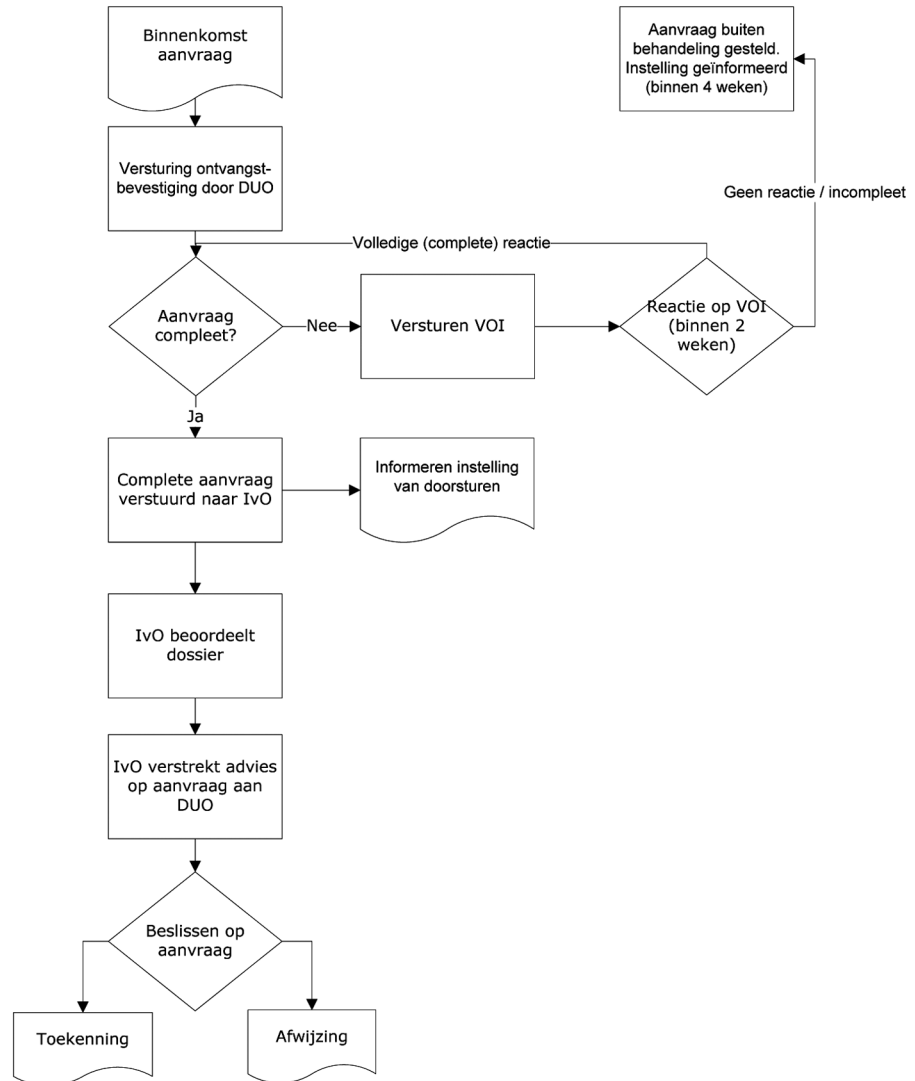 Binnenkomst
aanvraag
Aanvraag buiten
behandeling gesteld.
Instelling geïnformeerd
(binnen 4 weken)
Versturing ontvangst-
bevestiging door DUO
Geen reactie / incompleet
Volledige (complete) reactie
Aanvraag
compleet?
Nee
Versturen VOI
Reactie op VOI
(binnen 2
weken)
Ja
Complete aanvraag
verstuurd naar IvO
Informeren instelling
van doorsturen
IvO beoordeelt
dossier
IvO verstrekt advies
op aanvraag aan
DUO
Beslissen op
aanvraag
Toekenning
Afwijzing